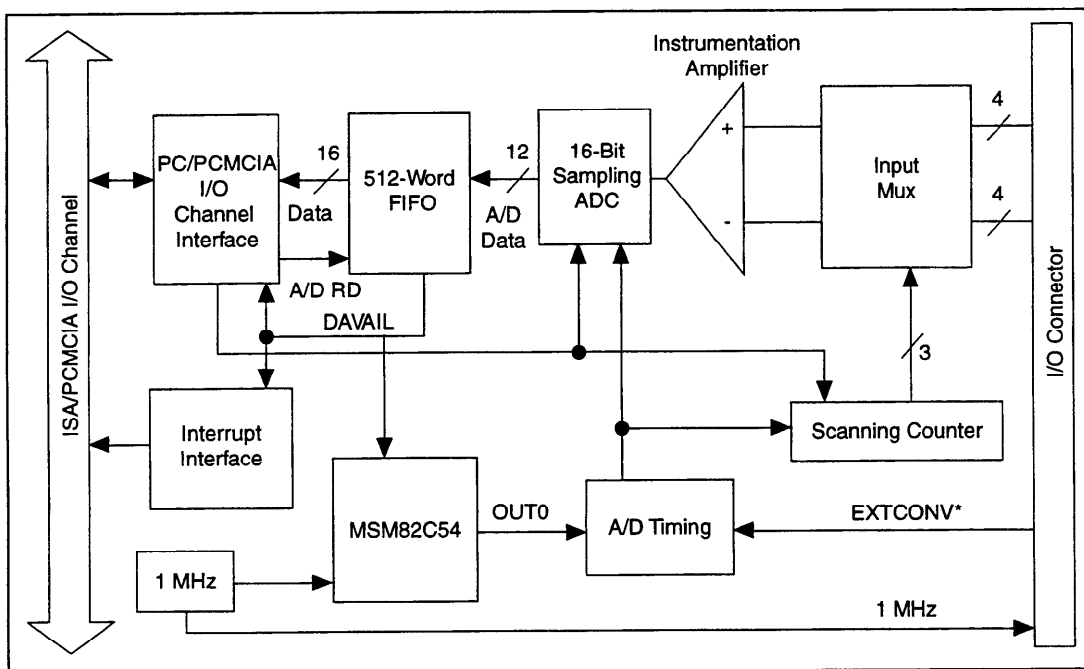 Instrumentation
Amplifier
ISA/PCMCIA I/O Channel
PC/PCMCIA
I/O
Channel
Interface
16
Data
512-Word
FIFO
12
A/D
Data
16-Bit
Sampling
ADC
+
-
Input
Mux
4
4
I/O Connector
A/D RD
DAVAIL
3
Interrupt
Interface
Scanning Counter
MSM82C54
OUT0
A/D Timing
EXTCONV*
1 MHz
1 MHz